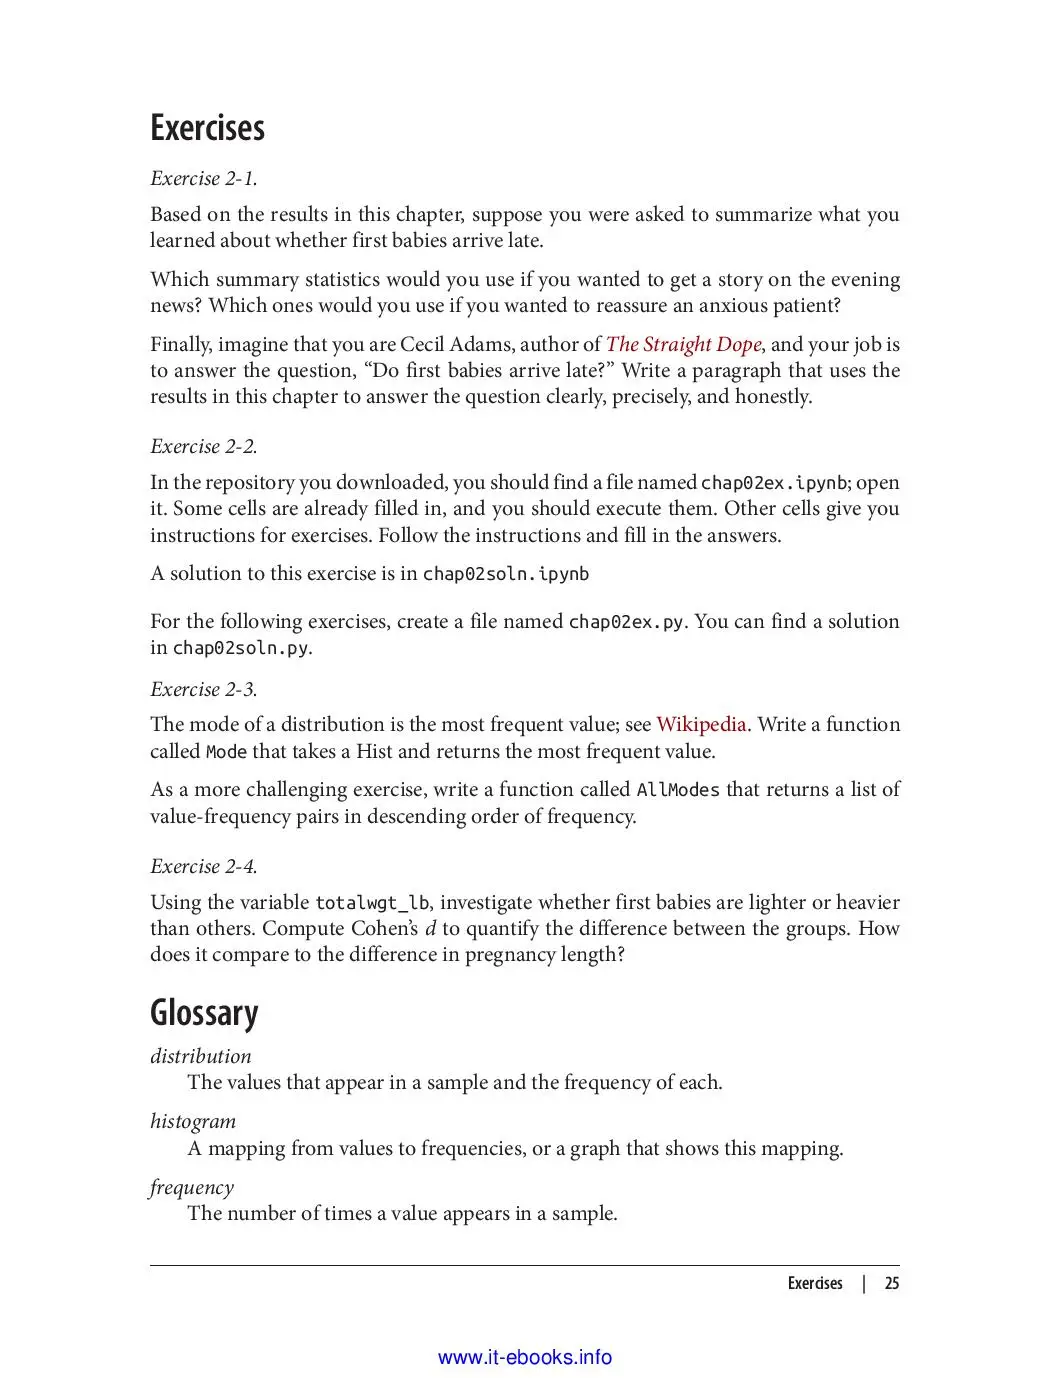 Exercises
Exercise 2-1.
Based on the results in this chapter, suppose you were asked to summarize what you
learned about whether first babies arrive late.
Which summary statistics would you use if you wanted to get a story on the evening
news? Which ones would you use if you wanted to reassure an anxious patient?
Finally, imagine that you are Cecil Adams, author of The Straight Dope, and your job is
to answer the question, “Do first babies arrive late?” Write a paragraph that uses the
results in this chapter to answer the question clearly, precisely, and honestly.
Exercise 2-2.
In the repository you downloaded, you should find a file named chap02ex.ipynb; open
it. Some cells are already filled in, and you should execute them. Other cells give you
instructions for exercises. Follow the instructions and fill in the answers.
A solution to this exercise is in chap02soln.ipynb
For the following exercises, create a file named chap02ex.py. You can find a solution
in chap02soln.py.
Exercise 2-3.
The mode of a distribution is the most frequent value; see Wikipedia. Write a function
called Mode that takes a Hist and returns the most frequent value.
As a more challenging exercise, write a function called AllModes that returns a list of
value-frequency pairs in descending order of frequency.
Exercise 2-4.
Using the variable totalwgt_lb, investigate whether first babies are lighter or heavier
than others. Compute Cohen’s d to quantify the difference between the groups. How
does it compare to the difference in pregnancy length?
Glossary
distribution
The values that appear in a sample and the frequency of each.
histogram
A mapping from values to frequencies, or a graph that shows this mapping.
frequency
The number of times a value appears in a sample.
Exercises | 25
www.it-ebooks.info